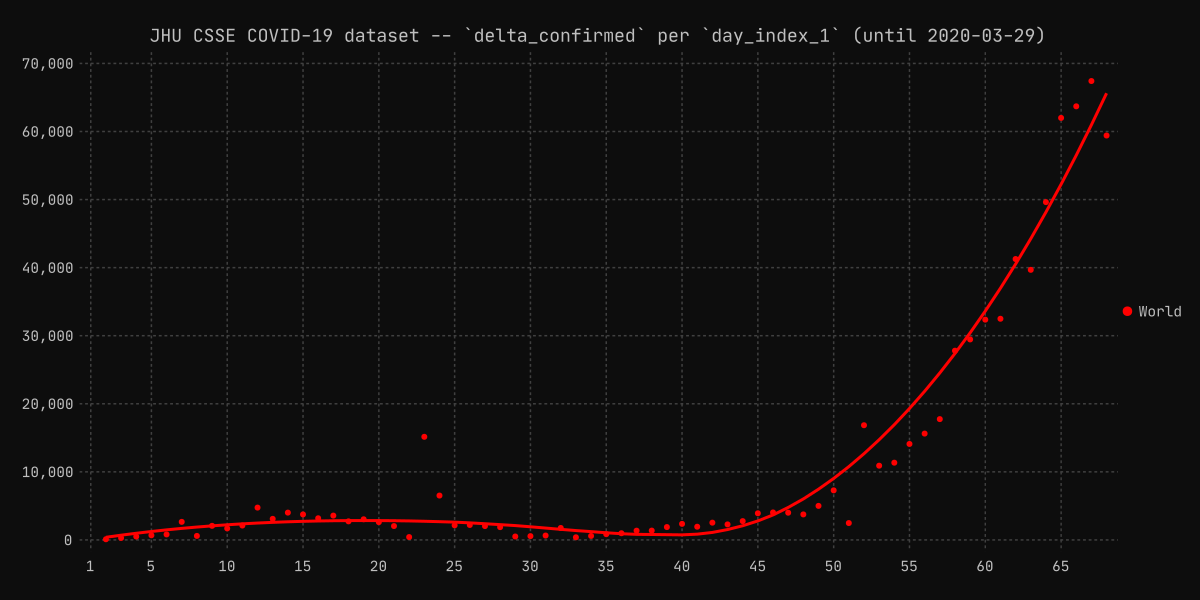 JHU CSSE COVID-19 dataset -- `delta_confirmed` per `day_index_1` (until 2020-03-29)
70,000
60,000
50,000
40,000
30,000
20,000
10,000
0
World
1 5 10 15 20 25 30 35 40 45 50 55 60 65